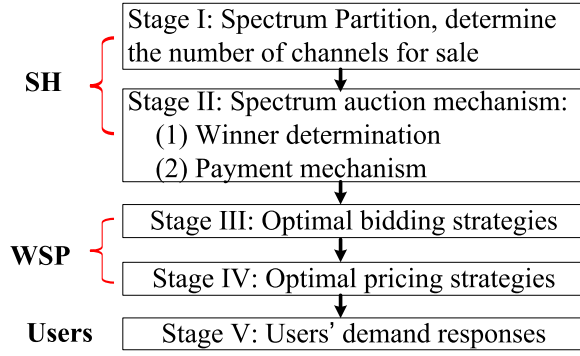 Stage I: Spectrum Partition, determine
the number of channels for sale
SH
Stage II: Spectrum auction mechanism:
(1) Winner determination
(2) Payment mechanism
Stage III: Optimal bidding strategies
WSP
Stage IV: Optimal pricing strategies
Users
Stage V: Users’ demand responses